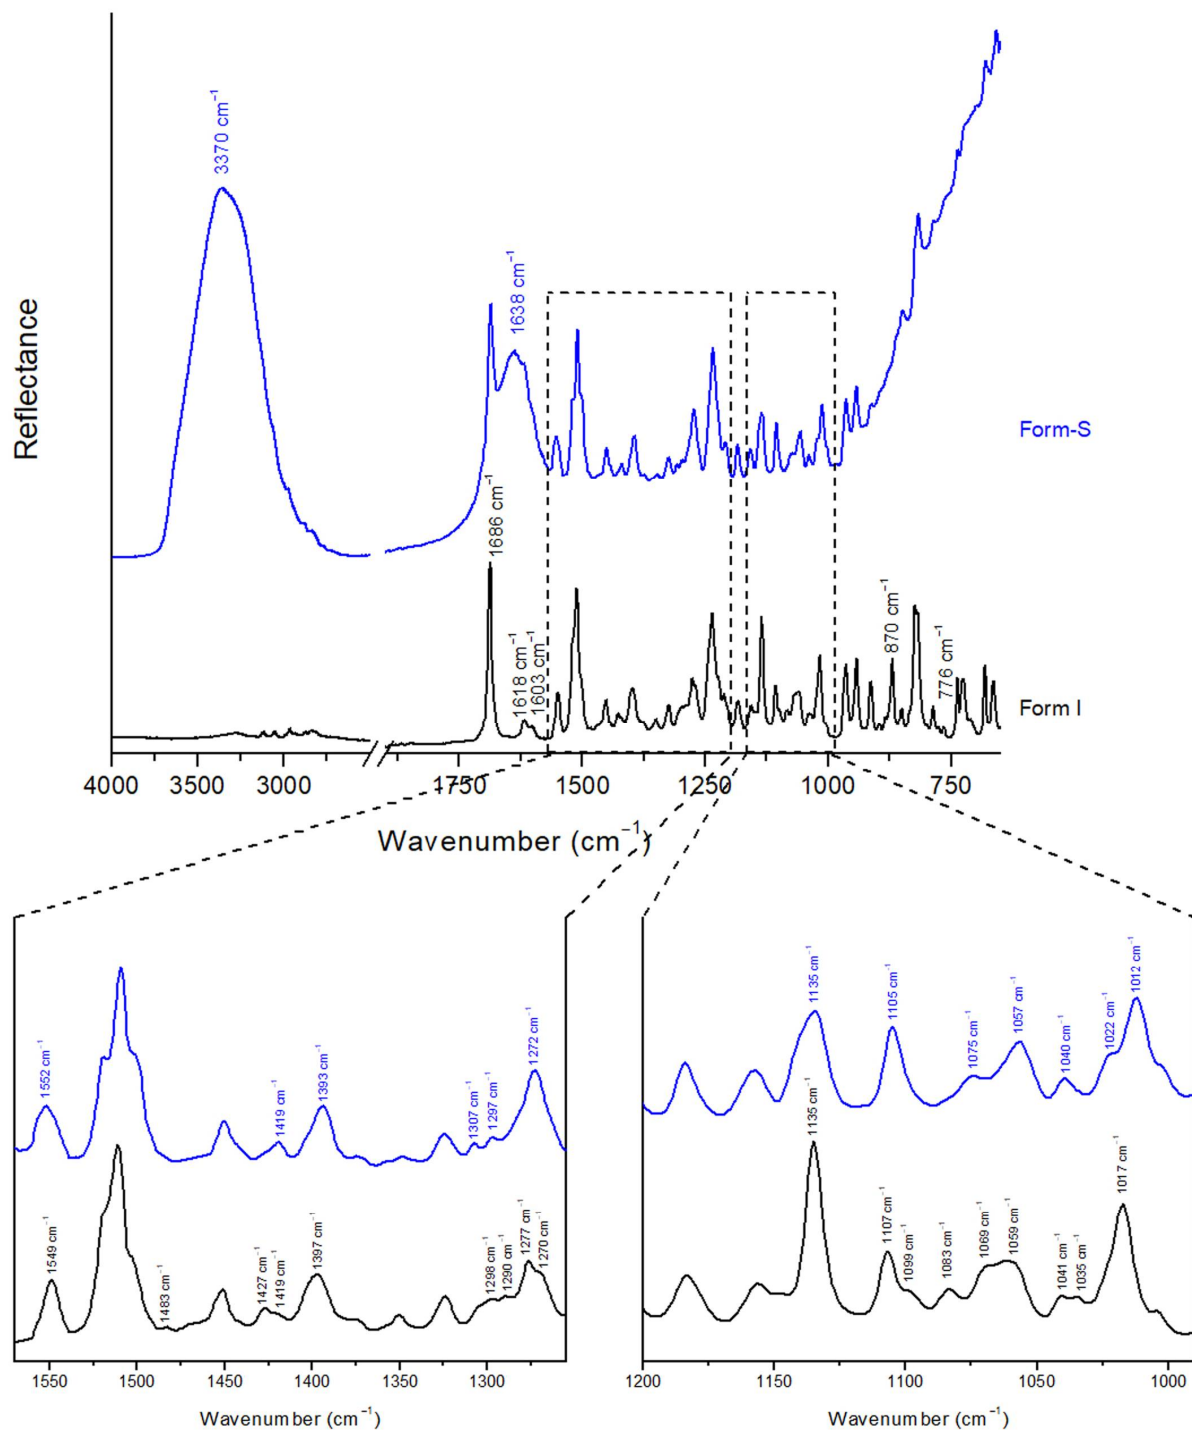 3370 cm⁻¹
1638 cm⁻¹
Reflectance
Form-S
1686 cm⁻¹
1618 cm⁻¹
1603 cm⁻¹
870 cm⁻¹
776 cm⁻¹
Form I
4000 3500 3000 1750 1500 1250 1000 750
Wavenumber (cm⁻¹)
1552 cm⁻¹
1419 cm⁻¹
1393 cm⁻¹
1307 cm⁻¹
1297 cm⁻¹
1272 cm⁻¹
1549 cm⁻¹
1483 cm⁻¹
1427 cm⁻¹
1419 cm⁻¹
1397 cm⁻¹
1298 cm⁻¹
1290 cm⁻¹
1277 cm⁻¹
1270 cm⁻¹
1550 1500 1450 1400 1350 1300
Wavenumber (cm⁻¹)
1135 cm⁻¹
1105 cm⁻¹
1075 cm⁻¹
1057 cm⁻¹
1040 cm⁻¹
1022 cm⁻¹
1012 cm⁻¹
1135 cm⁻¹
1107 cm⁻¹
1099 cm⁻¹
1083 cm⁻¹
1069 cm⁻¹
1059 cm⁻¹
1041 cm⁻¹
1035 cm⁻¹
1017 cm⁻¹
1200 1150 1100 1050 1000
Wavenumber (cm⁻¹)